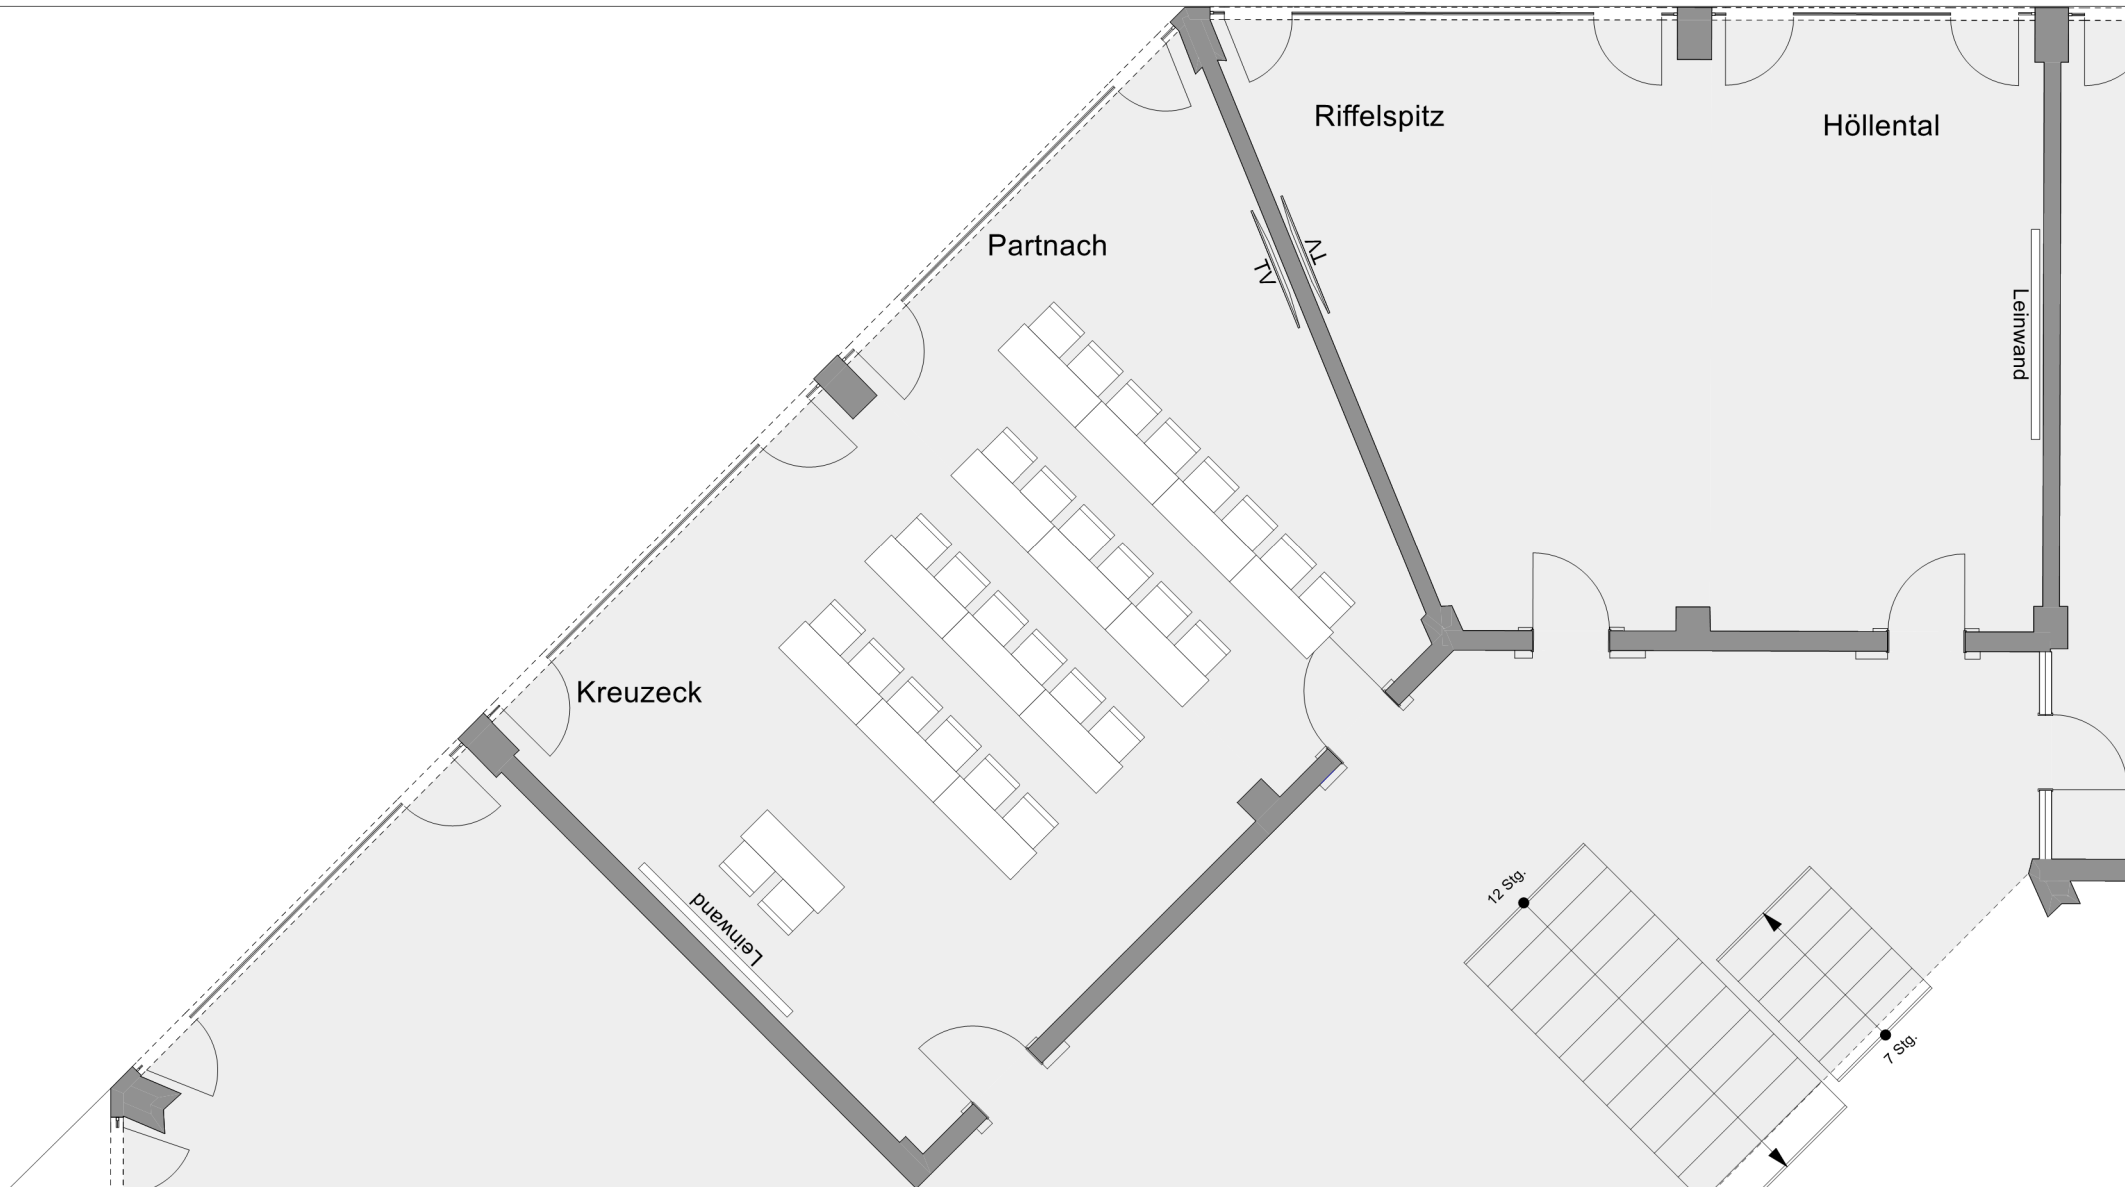 Riffelspitz
Höllental
Partnach
TV
TV
Leinwand
Kreuzeck
Leinwand
12 Stg.
7 Stg.